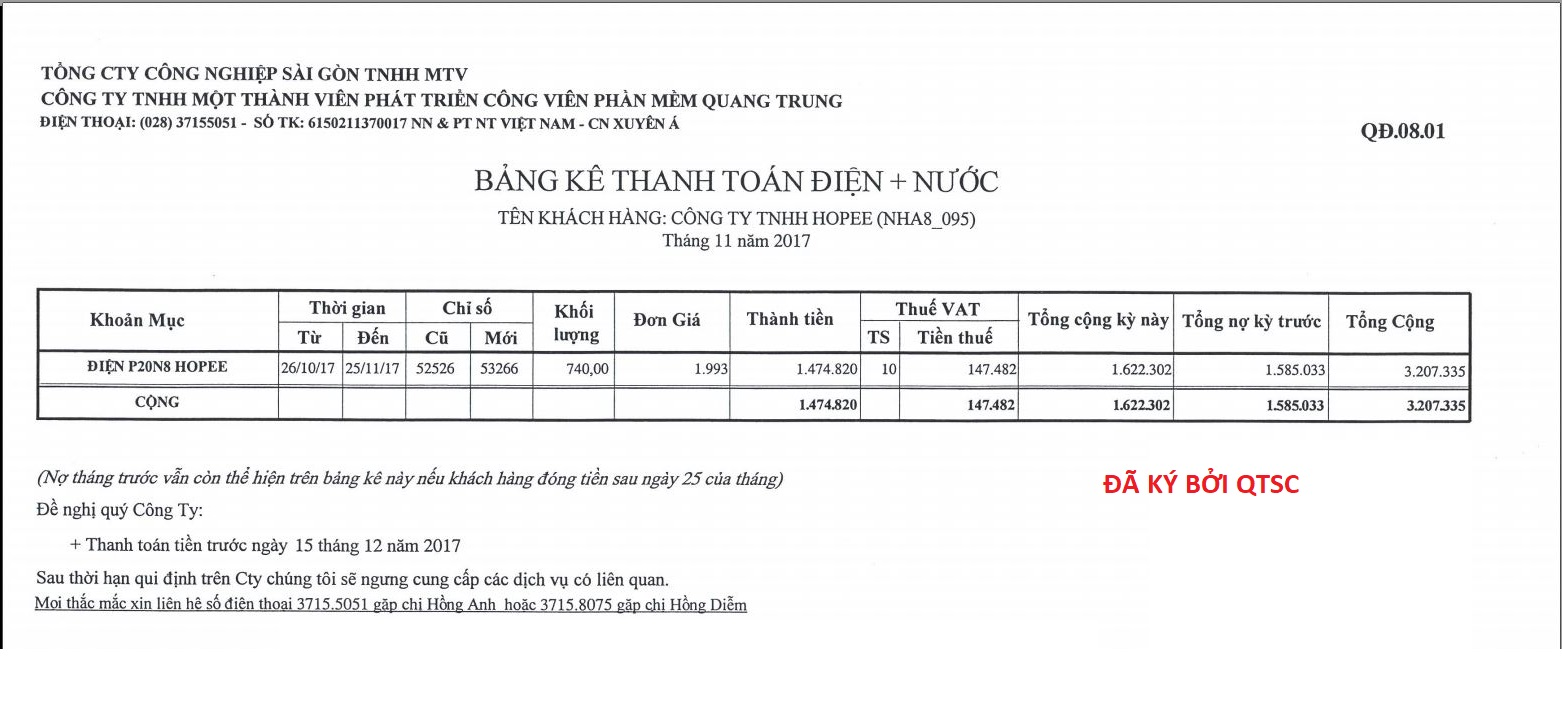 TỔNG CTY CÔNG NGHIỆP SÀI GÒN TNHH MTV
CÔNG TY TNHH MỘT THÀNH VIÊN PHÁT TRIỂN CÔNG VIÊN PHẦN MỀM QUANG TRUNG
ĐIỆN THOẠI: (028) 37155051 - SỐ TK: 6150211370017 NN & PT NT VIỆT NAM - CN XUYÊN Á
QĐ.08.01
BẢNG KÊ THANH TOÁN ĐIỆN + NƯỚC
TÊN KHÁCH HÀNG: CÔNG TY TNHH HOPEE (NHA8_095)
Tháng 11 năm 2017
Khoản Mục Thời gian Chỉ số Khối lượng Đơn Giá Thành tiền Thuế VAT Tổng cộng kỳ này Tổng nợ kỳ trước Tổng Cộng
Từ Đến Cũ Mới TS Tiền thuế
ĐIỆN P20N8 HOPEE 26/10/17 25/11/17 52526 53266 740,00 1.993 1.474.820 10 147.482 1.622.302 1.585.033 3.207.335
CỘNG 1.474.820 147.482 1.622.302 1.585.033 3.207.335
(Nợ tháng trước vẫn còn thể hiện trên bảng kê này nếu khách hàng đóng tiền sau ngày 25 của tháng)
ĐÃ KÝ BỞI QTSC
Đề nghị quý Công Ty:
+ Thanh toán tiền trước ngày 15 tháng 12 năm 2017
Sau thời hạn qui định trên Cty chúng tôi sẽ ngưng cung cấp các dịch vụ có liên quan.
Mọi thắc mắc xin liên hệ số điện thoại 3715.5051 gặp chị Hồng Anh hoặc 3715.8075 gặp chị Hồng Diễm